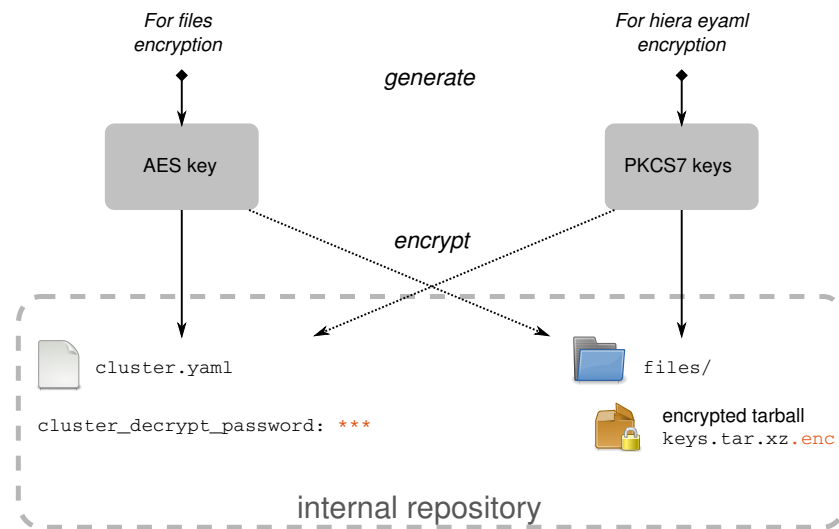 For files
encryption
For hiera eyaml
encryption
generate
AES key
PKCS7 keys
encrypt
cluster.yaml
files/
cluster_decrypt_password: ***
encrypted tarball
keys.tar.xz.enc
internal repository